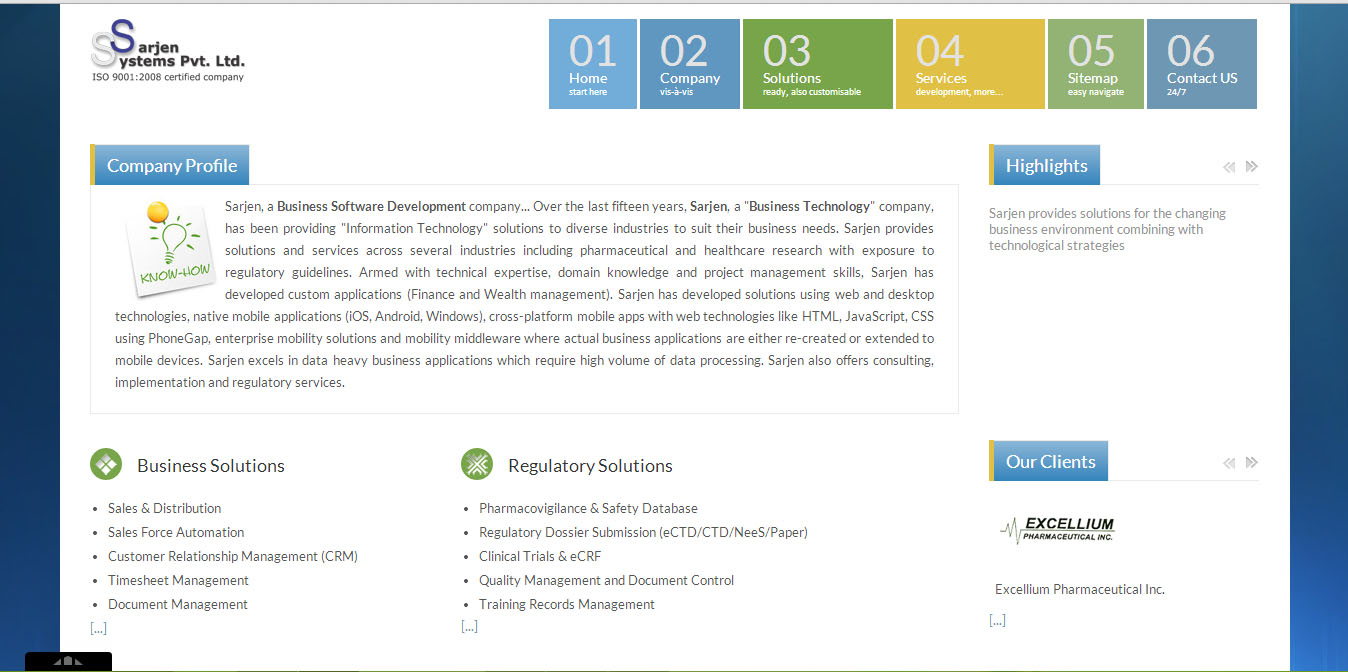 Sarjen
Systems Pvt. Ltd.
ISO 9001:2008 certified company
01
Home
start here
02
Company
vis-à-vis
03
Solutions
ready, also customisable
04
Services
development, more...
05
Sitemap
easy navigate
06
Contact US
24/7
Company Profile
KNOW-HOW
Sarjen, a Business Software Development company... Over the last fifteen years, Sarjen, a "Business Technology" company,
has been providing "Information Technology" solutions to diverse industries to suit their business needs. Sarjen provides
solutions and services across several industries including pharmaceutical and healthcare research with exposure to
regulatory guidelines. Armed with technical expertise, domain knowledge and project management skills, Sarjen has
developed custom applications (Finance and Wealth management). Sarjen has developed solutions using web and desktop
technologies, native mobile applications (iOS, Android, Windows), cross-platform mobile apps with web technologies like HTML, JavaScript, CSS
using PhoneGap, enterprise mobility solutions and mobility middleware where actual business applications are either re-created or extended to
mobile devices. Sarjen excels in data heavy business applications which require high volume of data processing. Sarjen also offers consulting,
implementation and regulatory services.
Highlights
Sarjen provides solutions for the changing
business environment combining with
technological strategies
Business Solutions
• Sales & Distribution
• Sales Force Automation
• Customer Relationship Management (CRM)
• Timesheet Management
• Document Management
[...]
Regulatory Solutions
• Pharmacovigilance & Safety Database
• Regulatory Dossier Submission (eCTD/CTD/NeeS/Paper)
• Clinical Trials & eCRF
• Quality Management and Document Control
• Training Records Management
[...]
Our Clients
EXCELLIUM
PHARMACEUTICAL INC.
Excellium Pharmaceutical Inc.
[...]